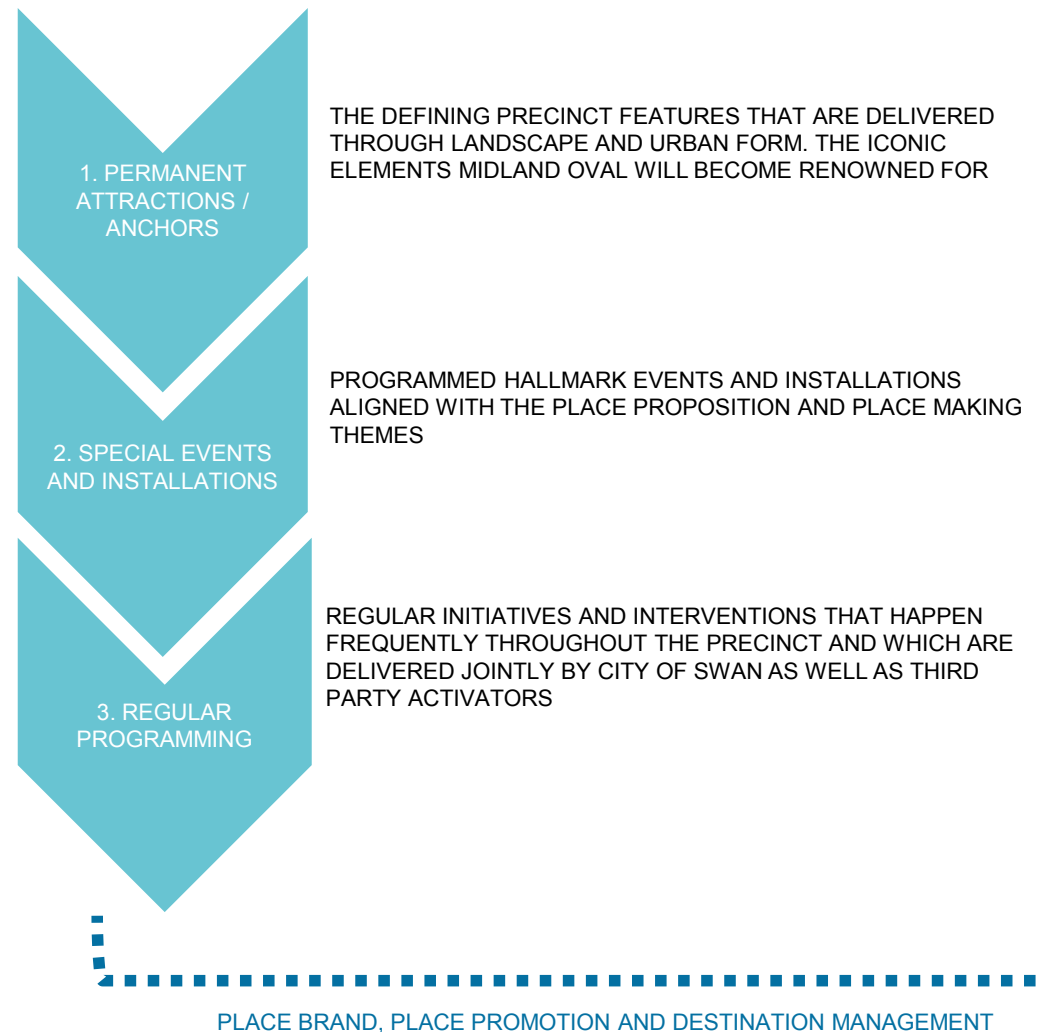 1. PERMANENT
ATTRACTIONS /
ANCHORS
THE DEFINING PRECINCT FEATURES THAT ARE DELIVERED
THROUGH LANDSCAPE AND URBAN FORM. THE ICONIC
ELEMENTS MIDLAND OVAL WILL BECOME RENOWNED FOR
2. SPECIAL EVENTS
AND INSTALLATIONS
PROGRAMMED HALLMARK EVENTS AND INSTALLATIONS
ALIGNED WITH THE PLACE PROPOSITION AND PLACE MAKING
THEMES
3. REGULAR
PROGRAMMING
REGULAR INITIATIVES AND INTERVENTIONS THAT HAPPEN
FREQUENTLY THROUGHOUT THE PRECINCT AND WHICH ARE
DELIVERED JOINTLY BY CITY OF SWAN AS WELL AS THIRD
PARTY ACTIVATORS
PLACE BRAND, PLACE PROMOTION AND DESTINATION MANAGEMENT